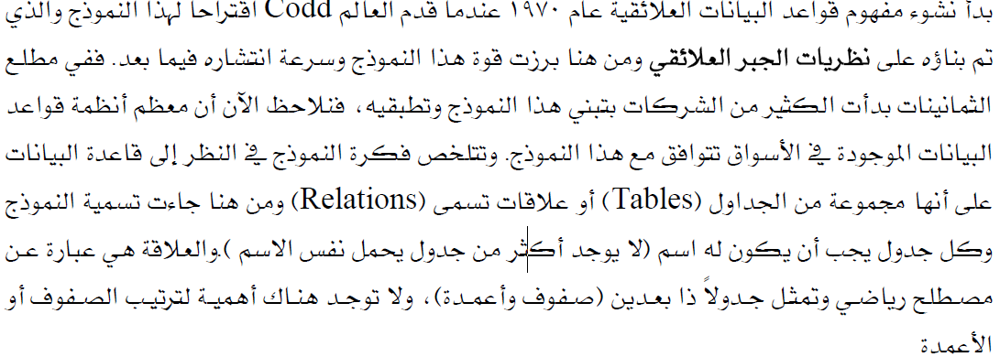 بدأ نشوء مفهوم قواعد البيانات العلائقية عام ١٩٧٠ عندما قدم العالم Codd اقتراحا لهذا النموذج والذي
تم بناؤه على نظريات الجبر العلائقي ومن هنا برزت قوة هذا النموذج وسرعة انتشاره فيما بعد. ففي مطلع
الثمانينات بدأت الكثير من الشركات بتبني هذا النموذج وتطبقيه، فنلاحظ الآن أن معظم أنظمة قواعد
البيانات الموجودة في الأسواق تتوافق مع هذا النموذج. وتتلخص فكرة النموذج في النظر إلى قاعدة البيانات
على أنها مجموعة من الجداول (Tables) أو علاقات تسمى (Relations) ومن هنا جاءت تسمية النموذج
وكل جدول يجب أن يكون له اسم (لا يوجد أكثر من جدول يحمل نفس الاسم ).والعلاقة هي عبارة عن
مصطلح رياضي وتمثل جدولاً ذا بعدين (صفوف وأعمدة)، ولا توجد هناك أهمية لترتيب الصفوف أو
الأعمدة